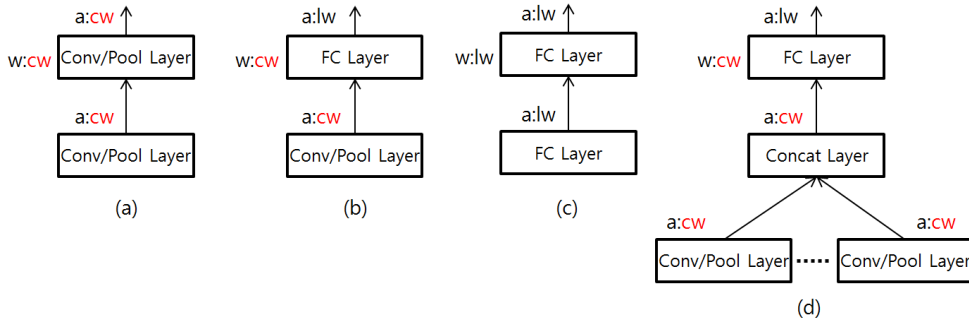 a:cw
w:cw
Conv/Pool Layer
a:cw
Conv/Pool Layer
(a)
a:lw
w:cw
FC Layer
a:cw
Conv/Pool Layer
(b)
a:lw
w:lw
FC Layer
a:lw
FC Layer
(c)
a:lw
w:cw
FC Layer
a:cw
Concat Layer
a:cw
a:cw
Conv/Pool Layer
Conv/Pool Layer
(d)